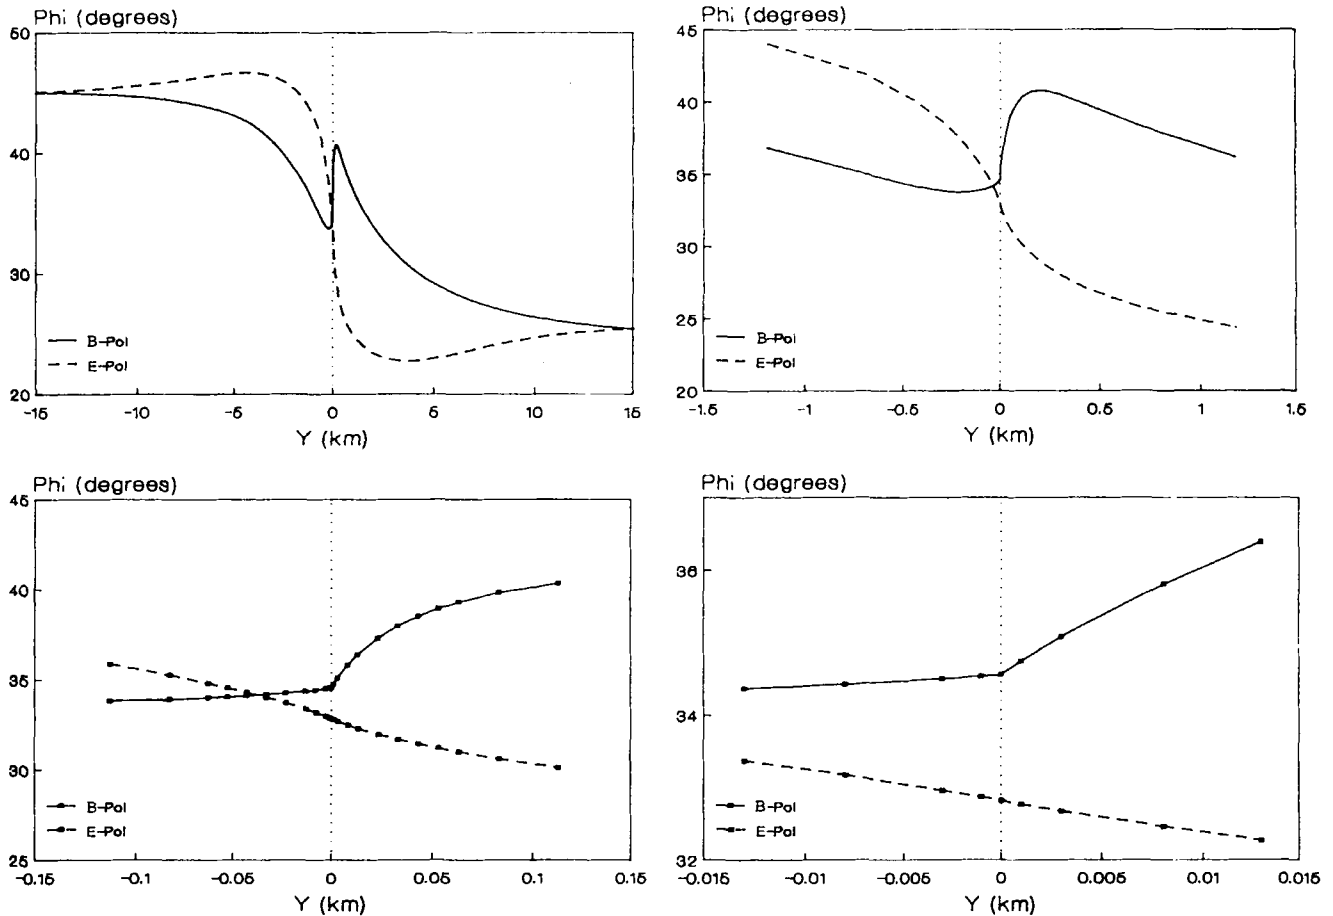 Phi (degrees)
50
40
30
20
B-Pol
E-Pol
-15 -10 -5 0 5 10 15
Y (km)
Phi (degrees)
45
40
35
30
25
20
B-Pol
E-Pol
-1.5 -1 -0.5 0 0.5 1 1.5
Y (km)
Phi (degrees)
45
40
35
30
25
B-Pol
E-Pol
-0.15 -0.1 -0.05 0 0.05 0.1 0.15
Y (km)
Phi (degrees)
36
34
32
B-Pol
E-Pol
-0.015 -0.01 -0.005 0 0.005 0.01 0.015
Y (km)